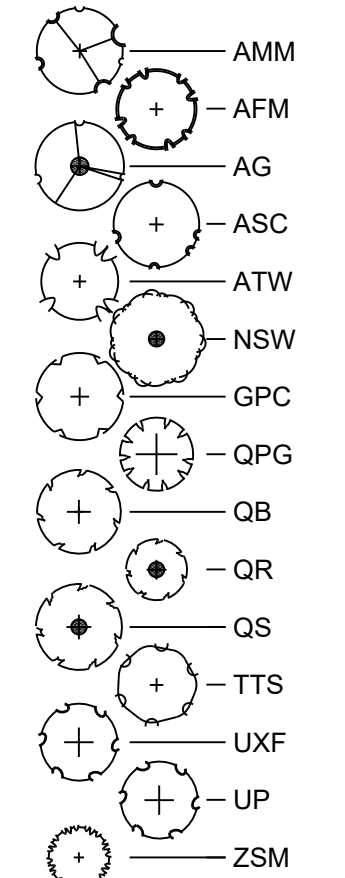 AMM
AFM
AG
ASC
ATW
NSW
GPC
QPG
QB
QR
QS
TTS
UXF
UP
ZSM